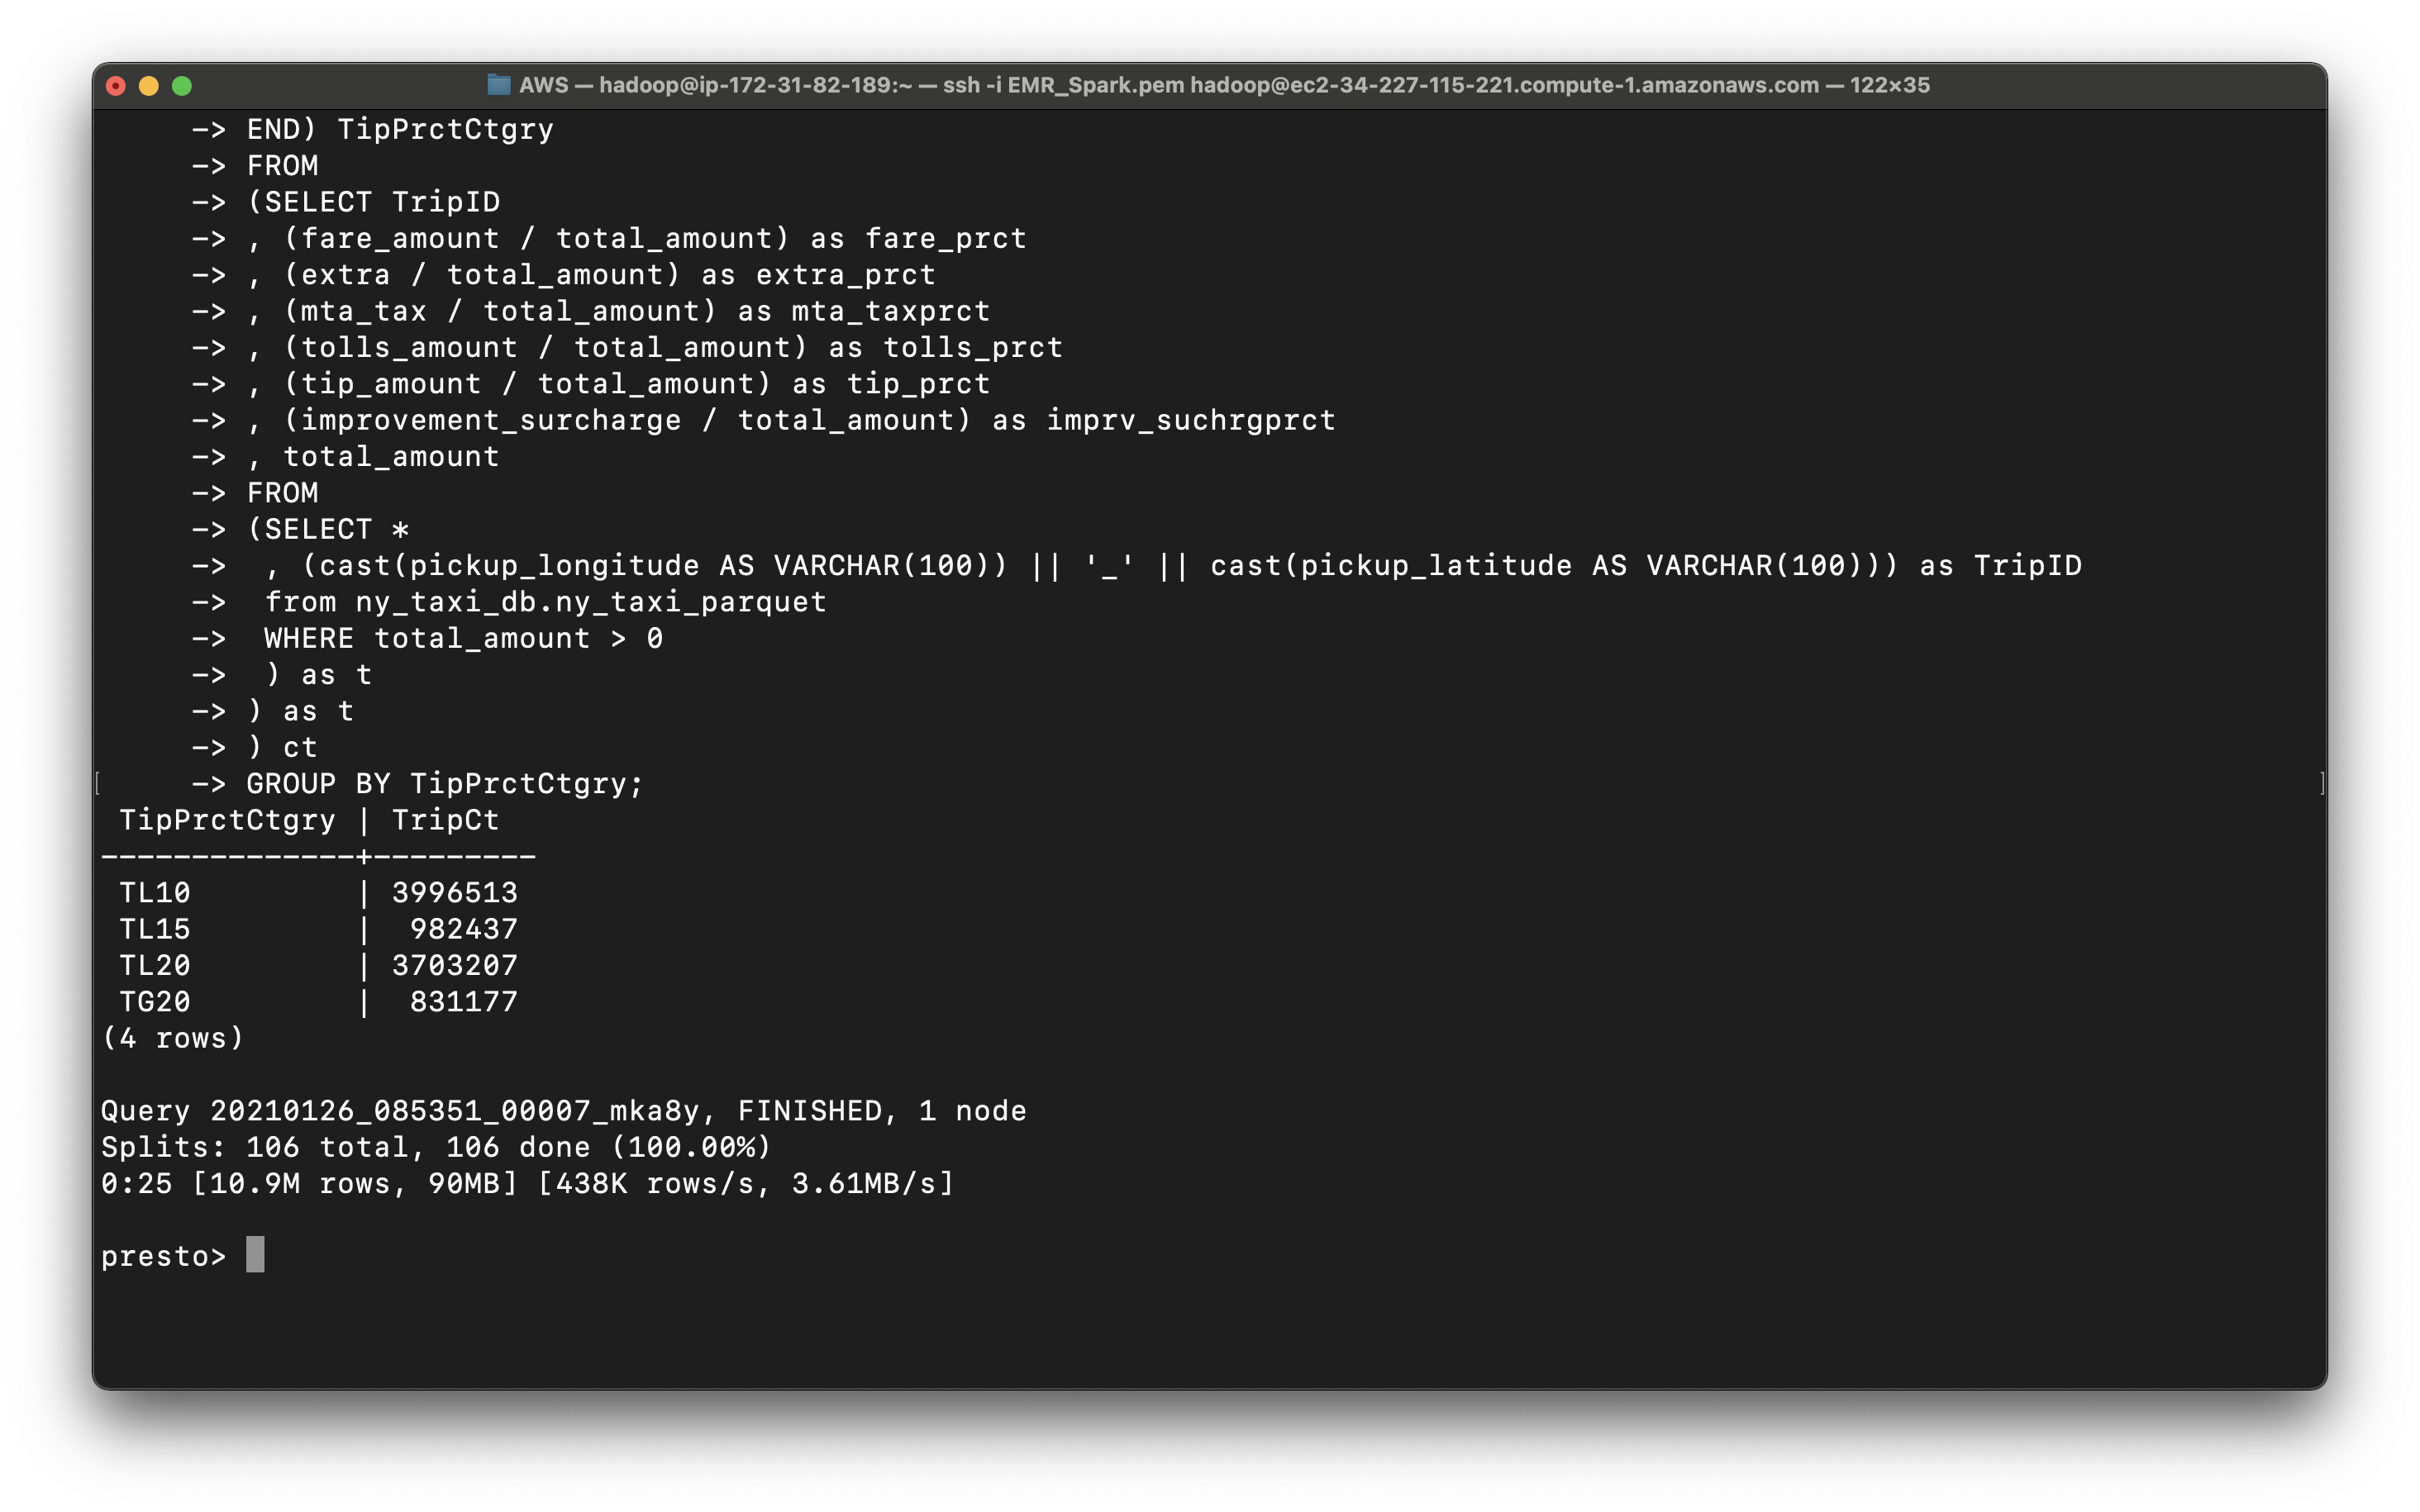 AWS — hadoop@ip-172-31-82-189:~ — ssh -i EMR_Spark.pem hadoop@ec2-34-227-115-221.compute-1.amazonaws.com — 122×35
-> END) TipPrctCtgry
-> FROM
-> (SELECT TripID
-> , (fare_amount / total_amount) as fare_prct
-> , (extra / total_amount) as extra_prct
-> , (mta_tax / total_amount) as mta_taxprct
-> , (tolls_amount / total_amount) as tolls_prct
-> , (tip_amount / total_amount) as tip_prct
-> , (improvement_surcharge / total_amount) as imprv_suchrgprct
-> , total_amount
-> FROM
-> (SELECT *
->  , (cast(pickup_longitude AS VARCHAR(100)) || '_' || cast(pickup_latitude AS VARCHAR(100))) as TripID
->  from ny_taxi_db.ny_taxi_parquet
->  WHERE total_amount > 0
->  ) as t
-> ) as t
-> ) ct
[     -> GROUP BY TipPrctCtgry; ]
TipPrctCtgry | TripCt
--------------+---------
TL10         | 3996513
TL15         |  982437
TL20         | 3703207
TG20         |  831177
(4 rows)
Query 20210126_085351_00007_mka8y, FINISHED, 1 node
Splits: 106 total, 106 done (100.00%)
0:25 [10.9M rows, 90MB] [438K rows/s, 3.61MB/s]
presto>